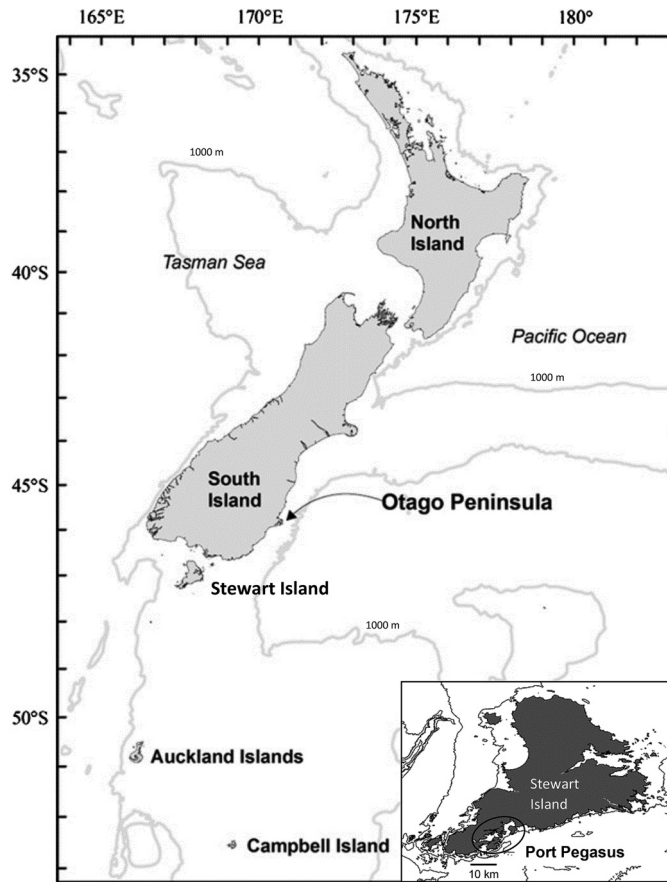 165°E
170°E
175°E
180°
35°S
1000 m
North
Island
Tasman Sea
40°S
Pacific Ocean
1000 m
45°S
South
Island
Otago Peninsula
Stewart Island
1000 m
50°S
Auckland Islands
Campbell Island
Stewart
Island
Port Pegasus
10 km